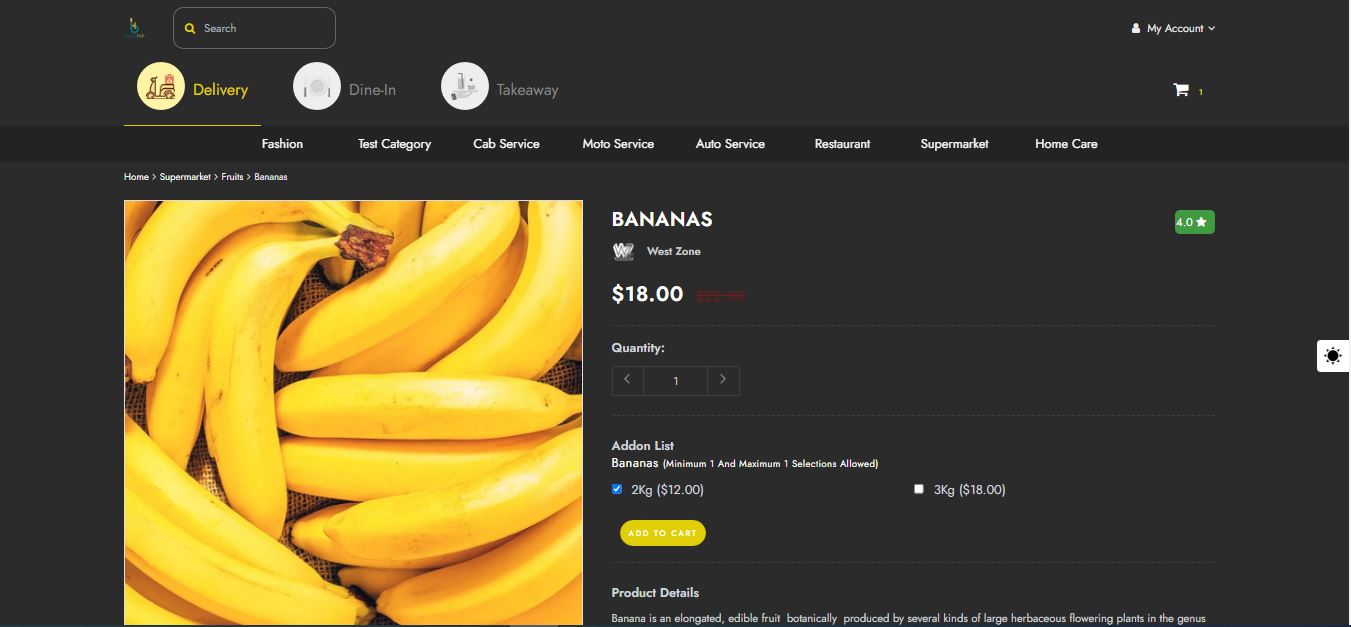 Search
My Account
Delivery
Dine-In
Takeaway
1
Fashion
Test Category
Cab Service
Moto Service
Auto Service
Restaurant
Supermarket
Home Care
Home > Supermarket > Fruits > Bananas
BANANAS
4.0 ★
West Zone
$18.00 $22.00
Quantity:
< 1 >
Addon List
Bananas (Minimum 1 And Maximum 1 Selections Allowed)
2Kg ($12.00)
3Kg ($18.00)
ADD TO CART
Product Details
Banana is an elongated, edible fruit botanically produced by several kinds of large herbaceous flowering plants in the genus